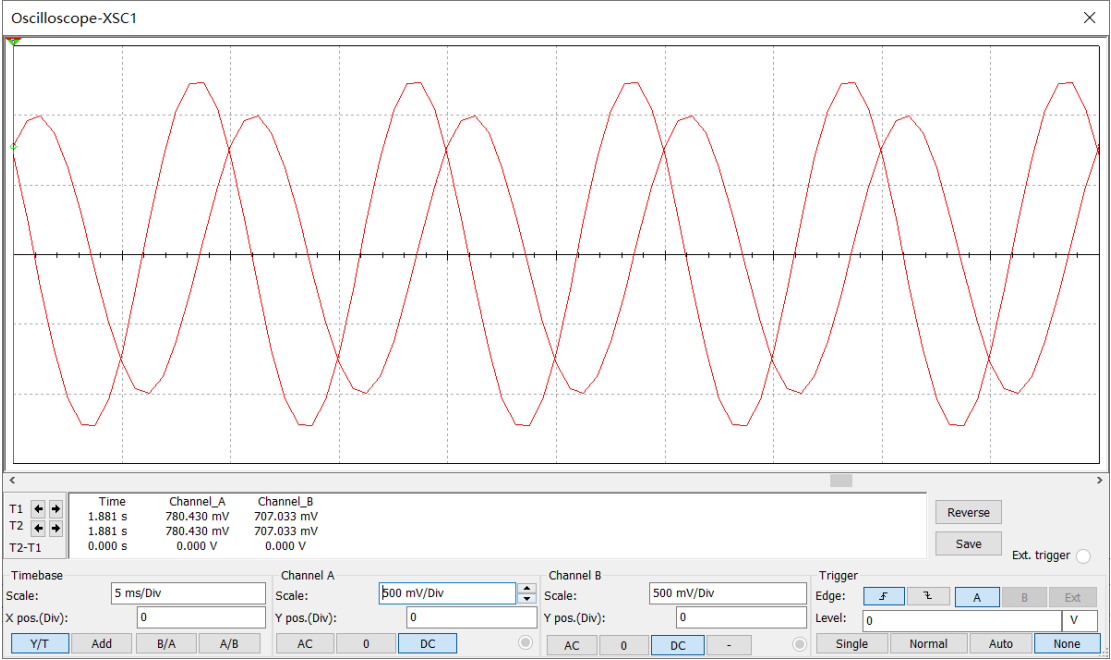 Oscilloscope-XSC1
Time Channel_A Channel_B
T1 1.881 s 780.430 mV 707.033 mV
T2 1.881 s 780.430 mV 707.033 mV
T2-T1 0.000 s 0.000 V 0.000 V
Reverse
Save
Ext. trigger
Timebase
Scale: 5 ms/Div
X pos.(Div): 0
Y/T Add B/A A/B
Channel A
Scale: 500 mV/Div
Y pos.(Div): 0
AC 0 DC
Channel B
Scale: 500 mV/Div
Y pos.(Div): 0
AC 0 DC -
Trigger
Edge: A B Ext
Level: 0 V
Single Normal Auto None